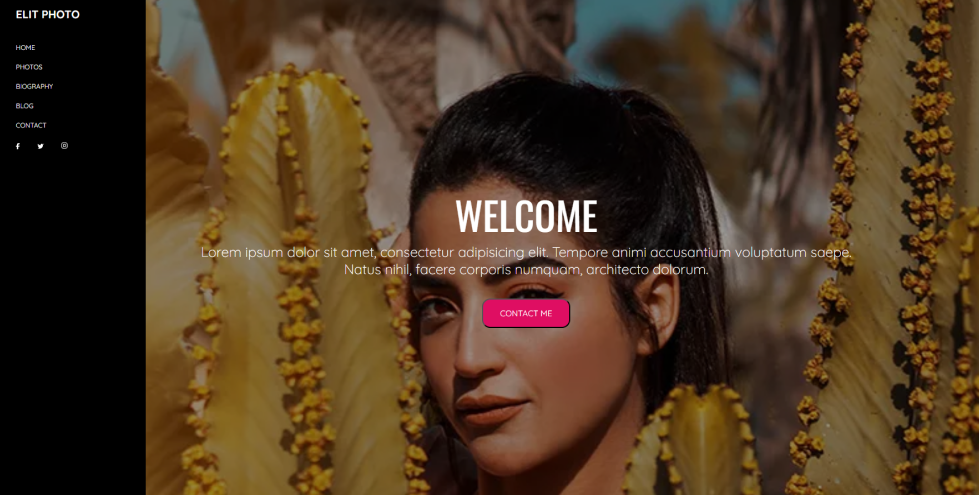 ELIT PHOTO
HOME
PHOTOS
BIOGRAPHY
BLOG
CONTACT
WELCOME
Lorem ipsum dolor sit amet, consectetur adipisicing elit. Tempore animi accusantium voluptatum saepe.
Natus nihil, facere corporis numquam, architecto dolorum.
CONTACT ME